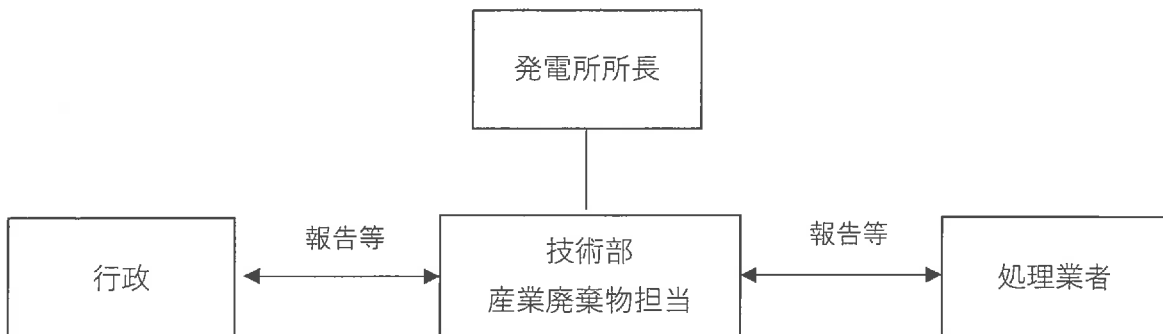 発電所所長
報告等
報告等
行政
技術部
産業廃棄物担当
処理業者